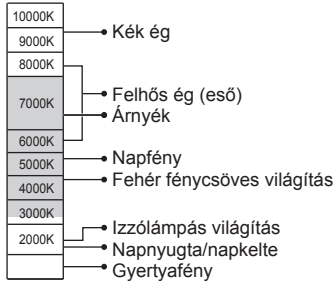 10000K
9000K
Kék ég
8000K
7000K
Felhős ég (eső)
Árnyék
6000K
5000K
Napfény
4000K
Fehér fénycsöves világítás
3000K
2000K
Izzólámpás világítás
Napnyugta/napkelte
Gyertyafény